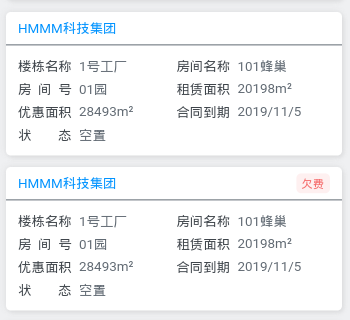 HMMM科技集团
楼栋名称 1号工厂 房间名称 101蜂巢
房间号 01园 租赁面积 20198m²
优惠面积 28493m² 合同到期 2019/11/5
状态 空置
HMMM科技集团 欠费
楼栋名称 1号工厂 房间名称 101蜂巢
房间号 01园 租赁面积 20198m²
优惠面积 28493m² 合同到期 2019/11/5
状态 空置